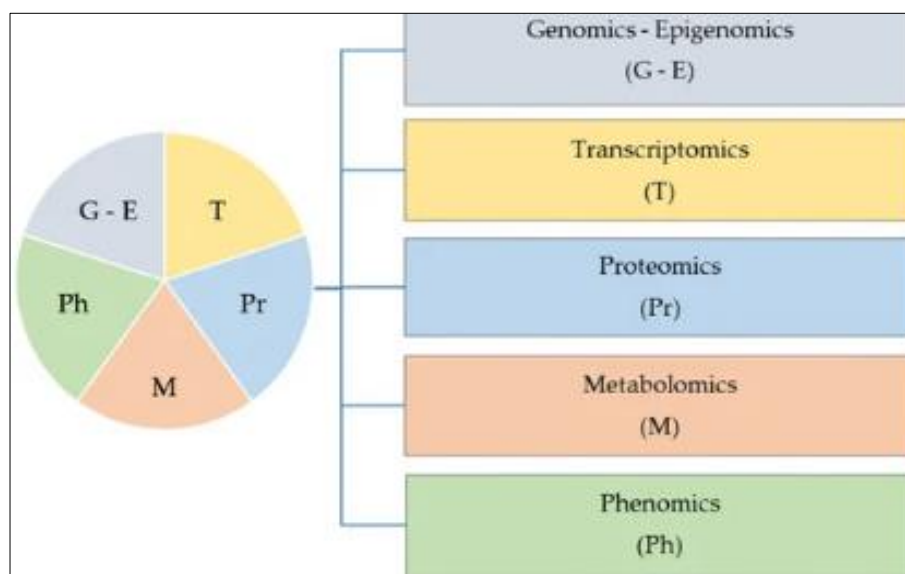 G - E
T
Ph
Pr
M
Genomics - Epigenomics
(G - E)
Transcriptomics
(T)
Proteomics
(Pr)
Metabolomics
(M)
Phenomics
(Ph)